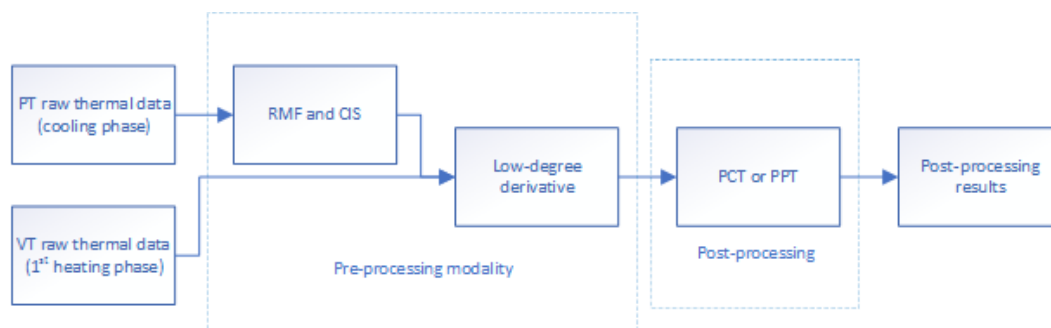 PT raw thermal data
(cooling phase)
RMF and CIS
Low-degree
derivative
PCT or PPT
Post-processing
results
VT raw thermal data
(1st heating phase)
Pre-processing modality
Post-processing